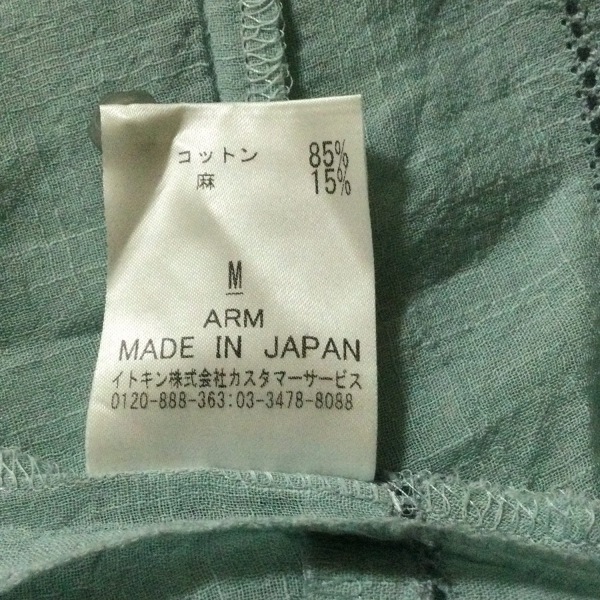 コットン 85%
麻 15%
M
ARM
MADE IN JAPAN
イトキン株式会社カスタマーサービス
0120-888-363:03-3478-8088